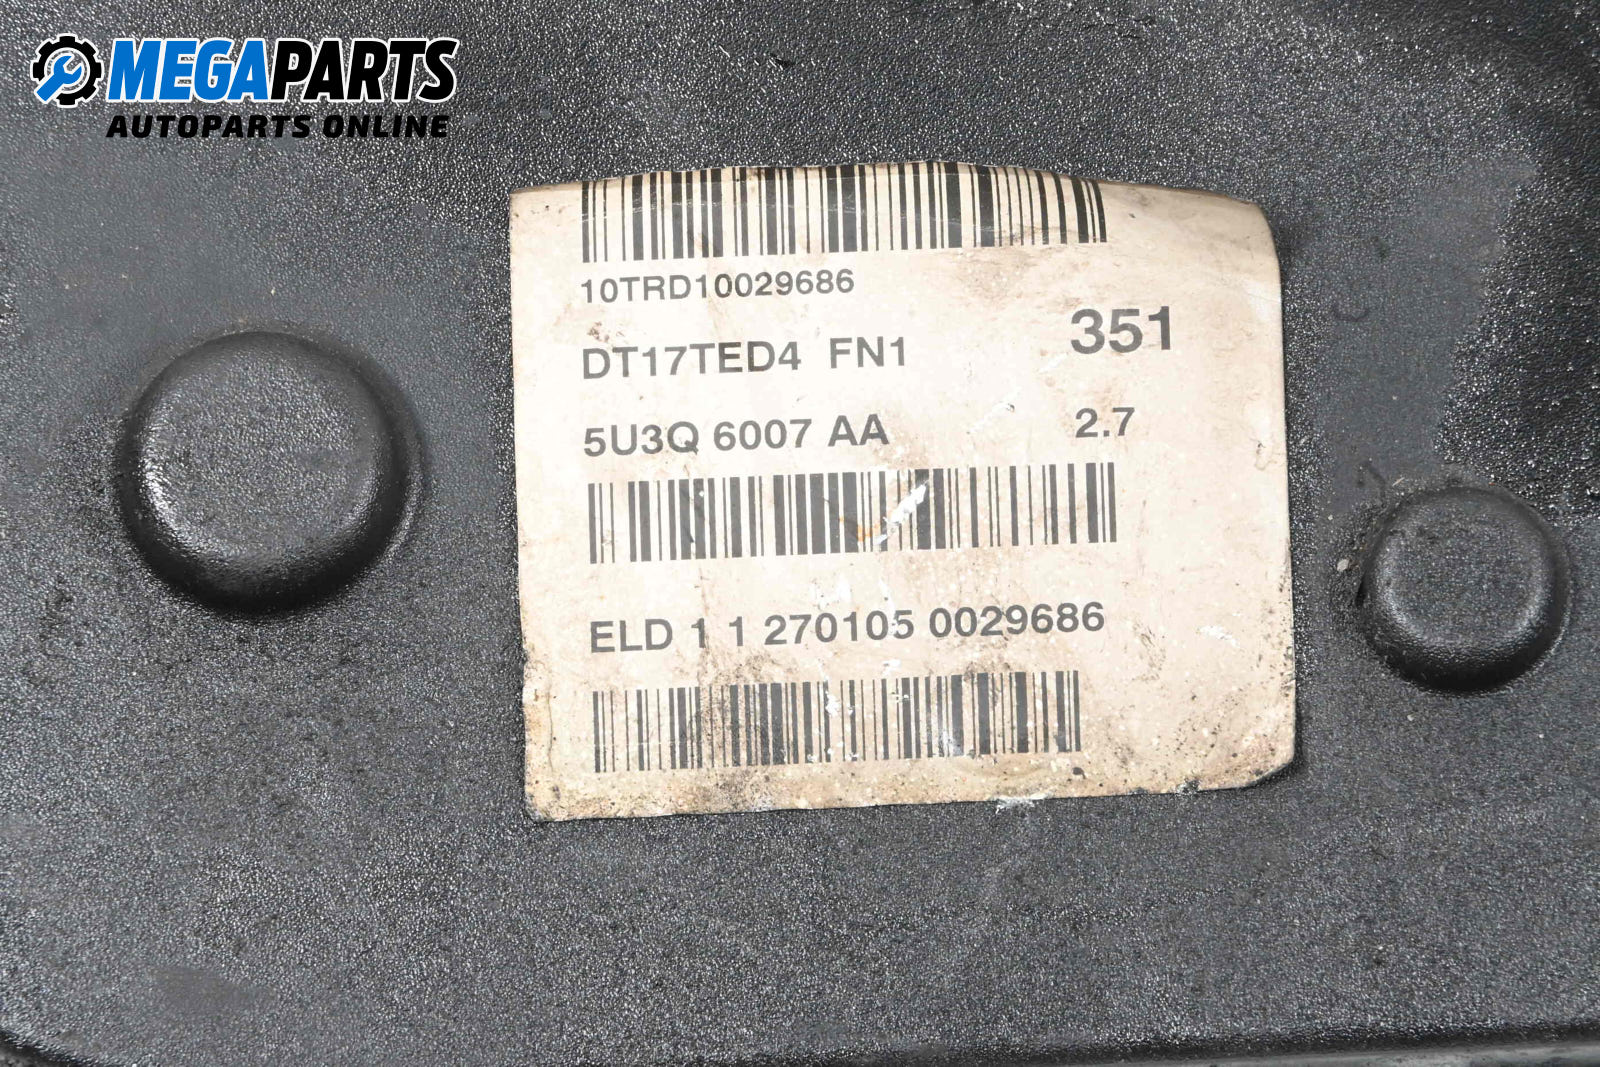 MEGAPARTS
AUTOPARTS ONLINE
10TRD10029686
DT17TED4 FN1 351
5U3Q 6007 AA 2.7
ELD 1 1 270105 0029686